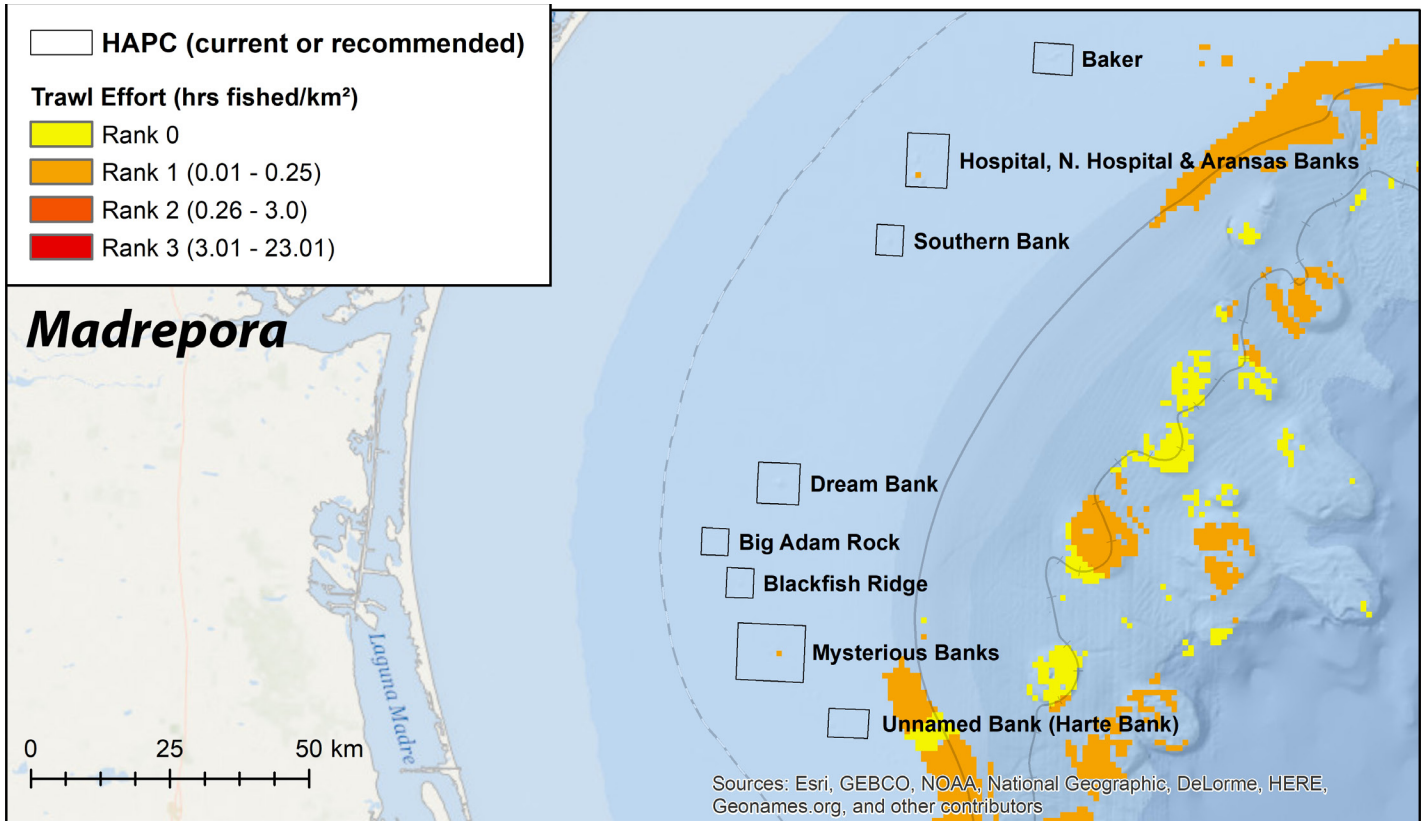 HAPC (current or recommended)
Trawl Effort (hrs fished/km²)
Rank 0
Rank 1 (0.01 - 0.25)
Rank 2 (0.26 - 3.0)
Rank 3 (3.01 - 23.01)
Madrepora
Baker
Hospital, N. Hospital & Aransas Banks
Southern Bank
Dream Bank
Big Adam Rock
Blackfish Ridge
Mysterious Banks
Unnamed Bank (Harte Bank)
Laguna Madre
0 25 50 km
Sources: Esri, GEBCO, NOAA, National Geographic, DeLorme, HERE,
Geonames.org, and other contributors